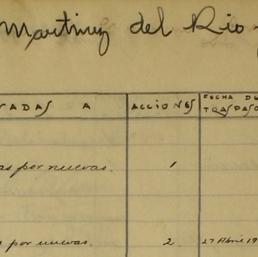 Martinez del Rio
ADAS A ACCIONES FECHA DE
TRASPASO
as por nuevas. 1
s por nuevas. 2. 27 Abril 19